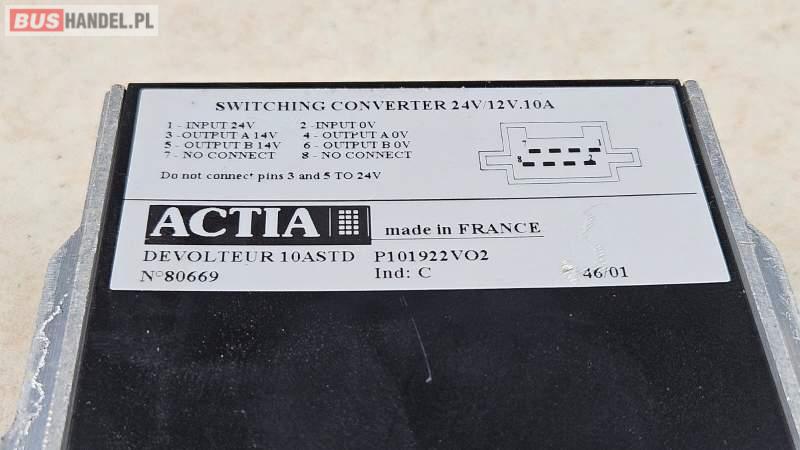 BUSHANDEL.PL
SWITCHING CONVERTER 24V/12V.10A
1 - INPUT 24V 2 - INPUT 0V
3 - OUTPUT A 14V 4 - OUTPUT A 0V
5 - OUTPUT B 14V 6 - OUTPUT B 0V
7 - NO CONNECT 8 - NO CONNECT
7 1
8 2
Do not connect pins 3 and 5 TO 24V
ACTIA made in FRANCE
DEVOLTEUR 10ASTD P101922VO2
N°80669 Ind: C 46/01